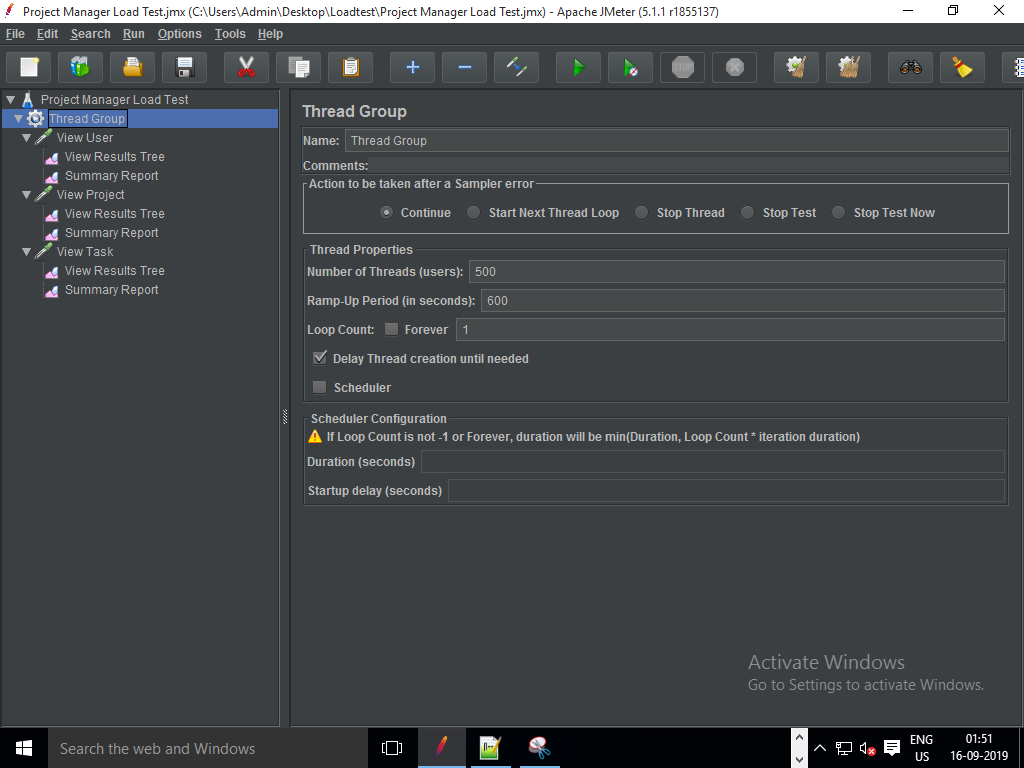 Project Manager Load Test.jmx (C:\Users\Admin\Desktop\Loadtest\Project Manager Load Test.jmx) - Apache JMeter (5.1.1 r1855137)
File Edit Search Run Options Tools Help
STOP
Project Manager Load Test
Thread Group
View User
View Results Tree
Summary Report
View Project
View Results Tree
Summary Report
View Task
View Results Tree
Summary Report
Thread Group
Name: Thread Group
Comments:
Action to be taken after a Sampler error
Continue Start Next Thread Loop Stop Thread Stop Test Stop Test Now
Thread Properties
Number of Threads (users): 500
Ramp-Up Period (in seconds): 600
Loop Count: Forever 1
Delay Thread creation until needed
Scheduler
Scheduler Configuration
If Loop Count is not -1 or Forever, duration will be min(Duration, Loop Count * iteration duration)
Duration (seconds)
Startup delay (seconds)
Activate Windows
Go to Settings to activate Windows.
Search the web and Windows
ENG
US
01:51
16-09-2019